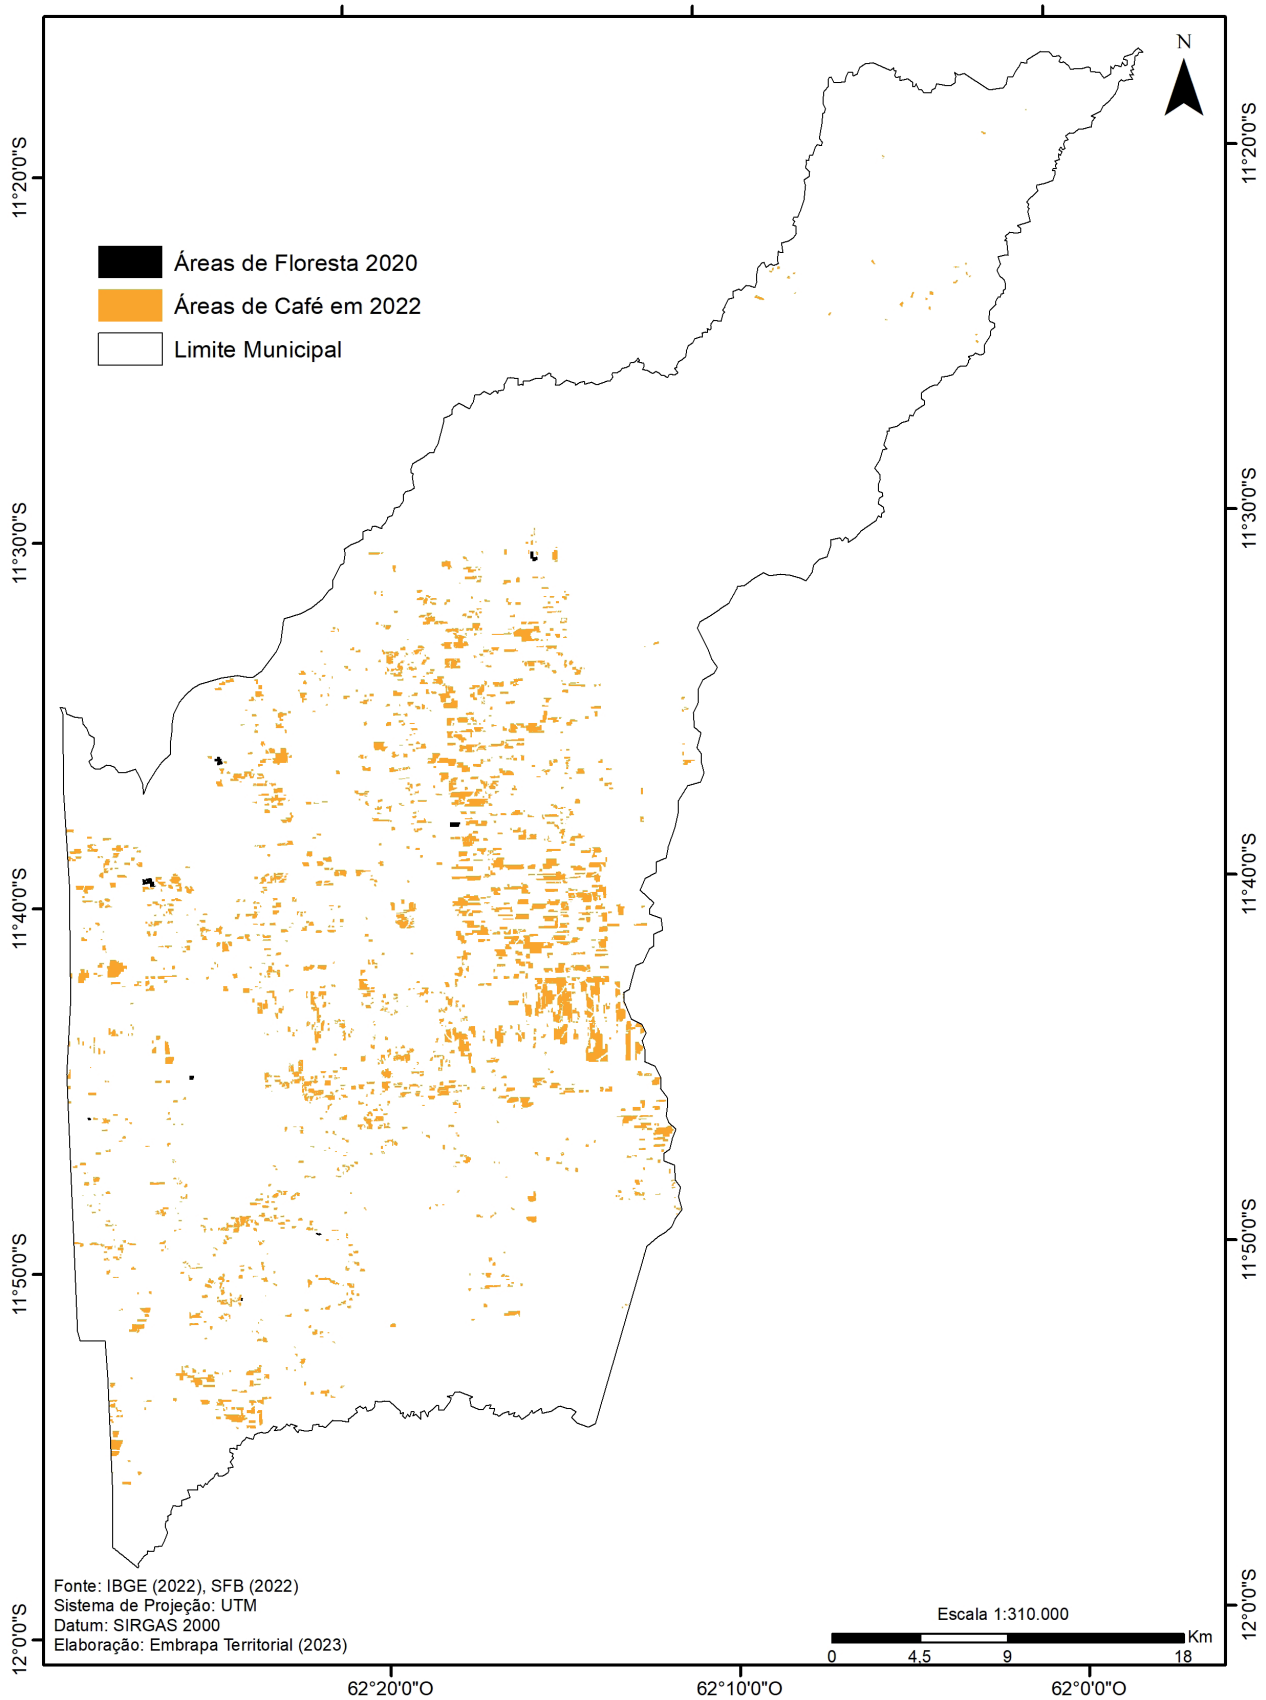 N
11°20'0"S
11°20'0"S
Áreas de Floresta 2020
Áreas de Café em 2022
Limite Municipal
11°30'0"S
11°30'0"S
11°40'0"S
11°40'0"S
11°50'0"S
11°50'0"S
12°0'0"S
12°0'0"S
Fonte: IBGE (2022), SFB (2022)
Sistema de Projeção: UTM
Datum: SIRGAS 2000
Elaboração: Embrapa Territorial (2023)
Escala 1:310.000
Km
0 4.5 9 18
62°20'0"O 62°10'0"O 62°0'0"O